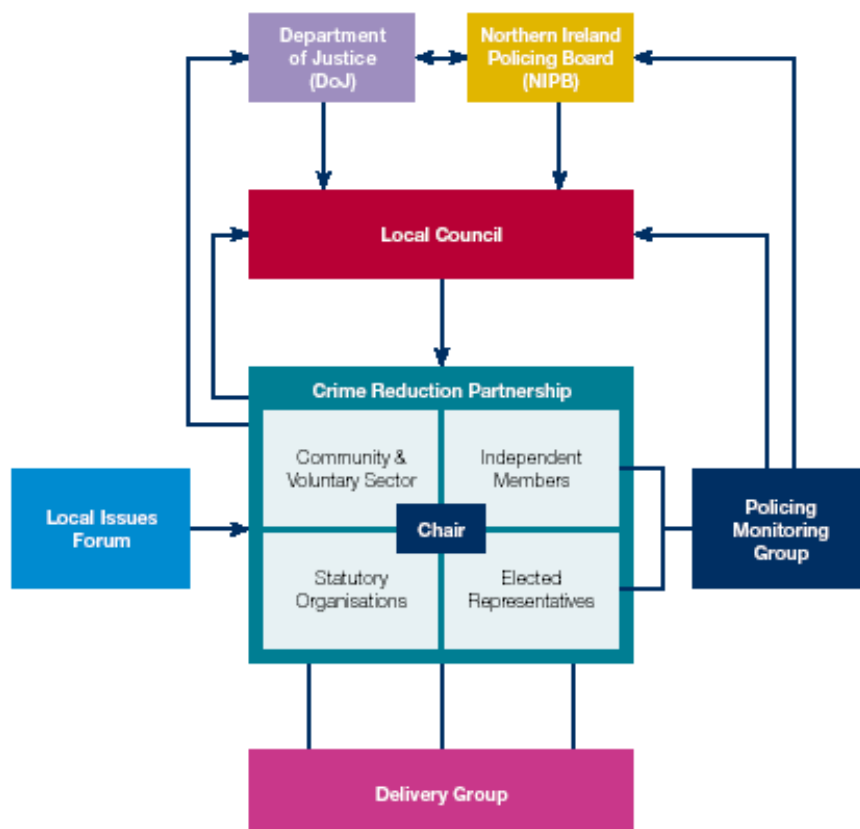 Department
of Justice
(DoJ)
Northern Ireland
Policing Board
(NIPB)
Local Council
Crime Reduction Partnership
Community &
Voluntary Sector
Independent
Members
Local Issues
Forum
Chair
Policing
Monitoring
Group
Statutory
Organisations
Elected
Representatives
Delivery Group